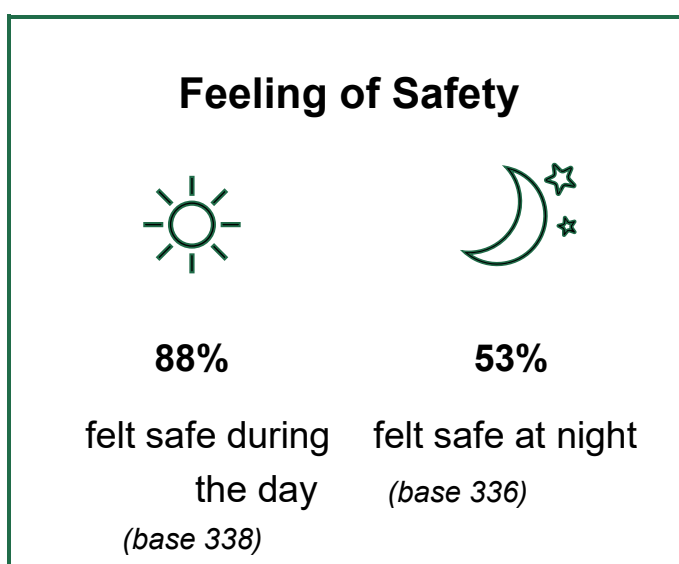 Feeling of Safety
88%
felt safe during
the day
(base 338)
53%
felt safe at night
(base 336)